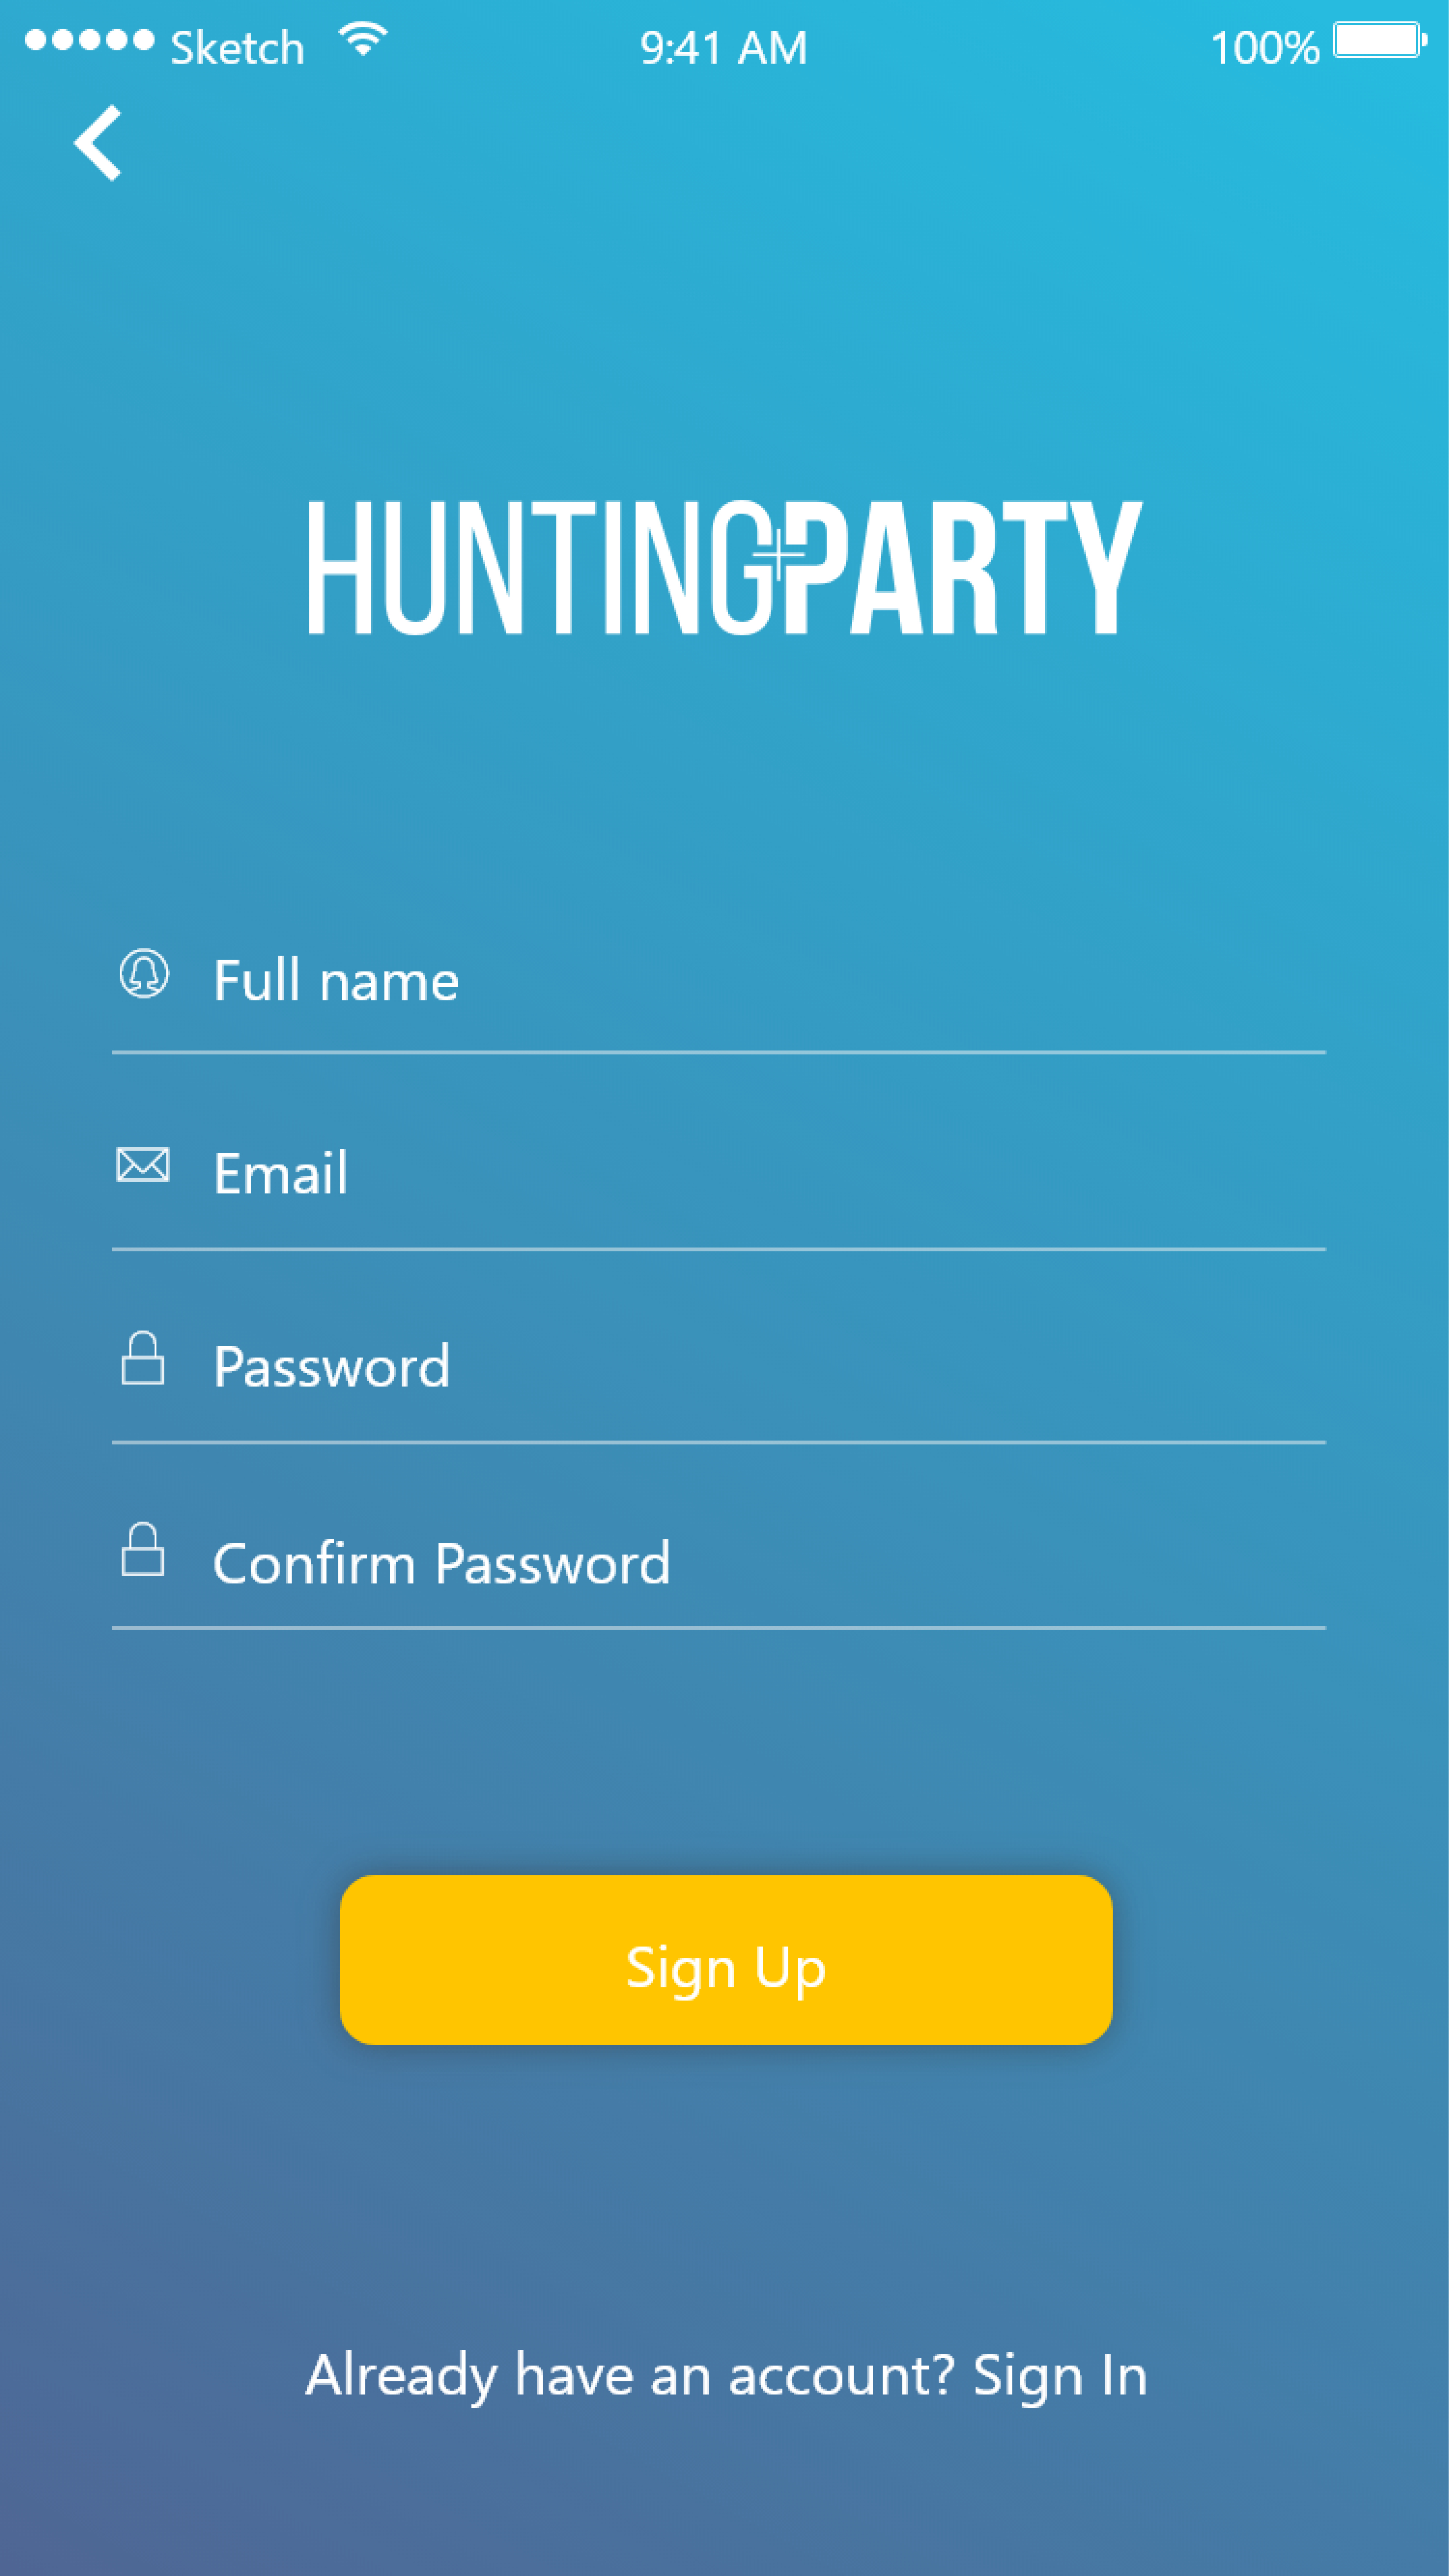 Sketch 9:41 AM 100%
HUNTINGPARTY
Full name
Email
Password
Confirm Password
Sign Up
Already have an account? Sign In